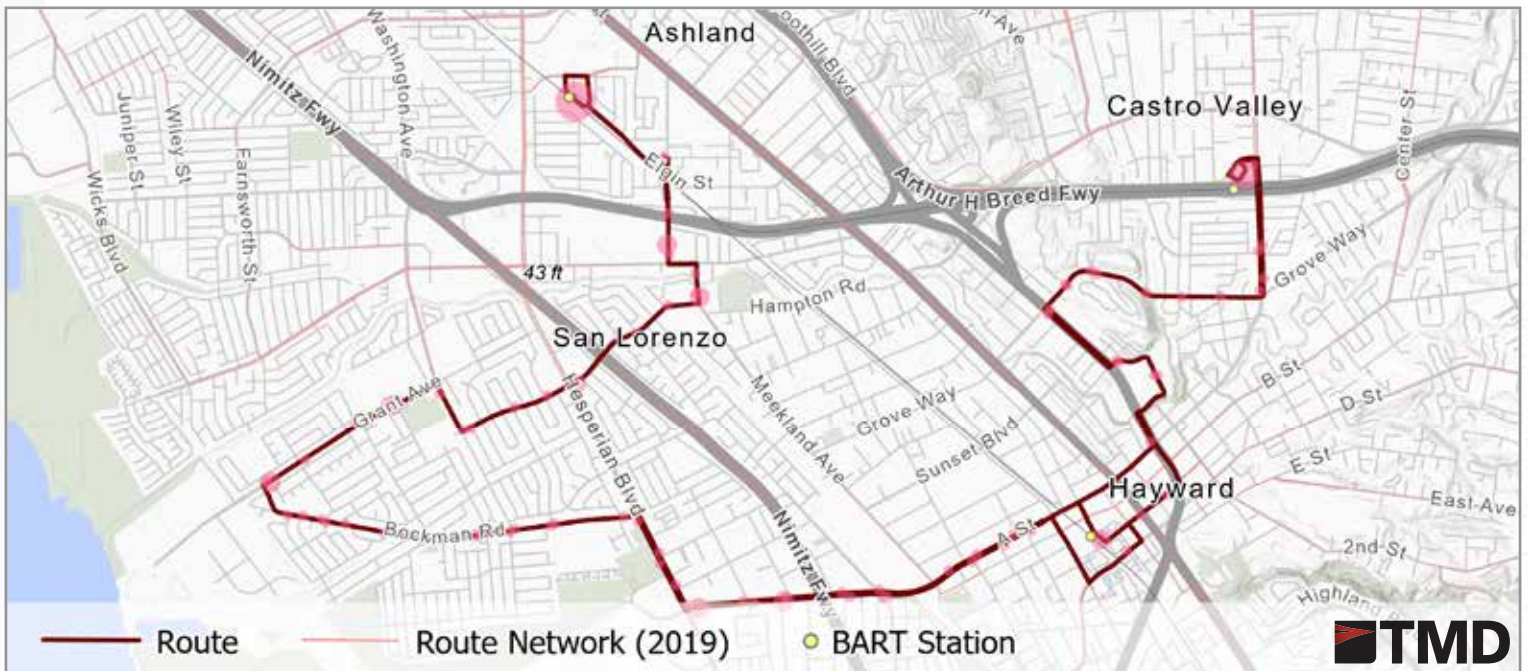 Ashland
Washington Ave
Foothill Blvd
Castro Valley
Center St
Nimitz Fwy
Juniper St
Wiley St
Farnsworth St
Wicks Blvd
Elgin St
Arthur H Breed Fwy
Grove Way
43 ft
Hampton Rd
San Lorenzo
Grant Ave
Hesperian Blvd
Meekland Ave
Grove Way
Sunset Blvd
B St
D St
E St
Hayward
East Ave
A St
2nd St
Bockman Rd
Nimitz Fwy
Highland
Route
Route Network (2019)
BART Station
TMD